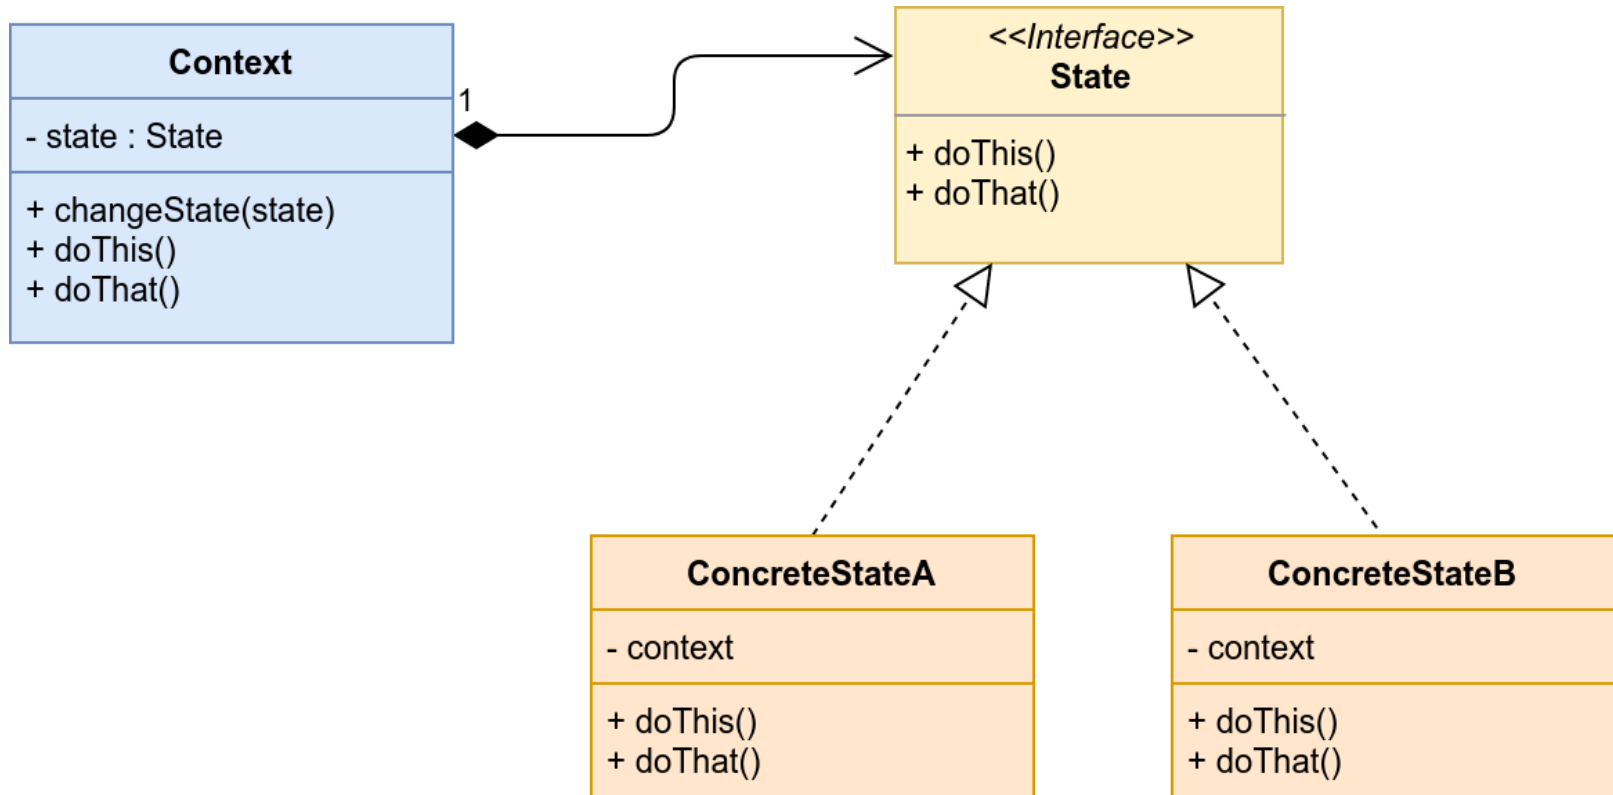 Context
- state : State
+ changeState(state)
+ doThis()
+ doThat()
1
<<Interface>>
State
+ doThis()
+ doThat()
ConcreteStateA
- context
+ doThis()
+ doThat()
ConcreteStateB
- context
+ doThis()
+ doThat()